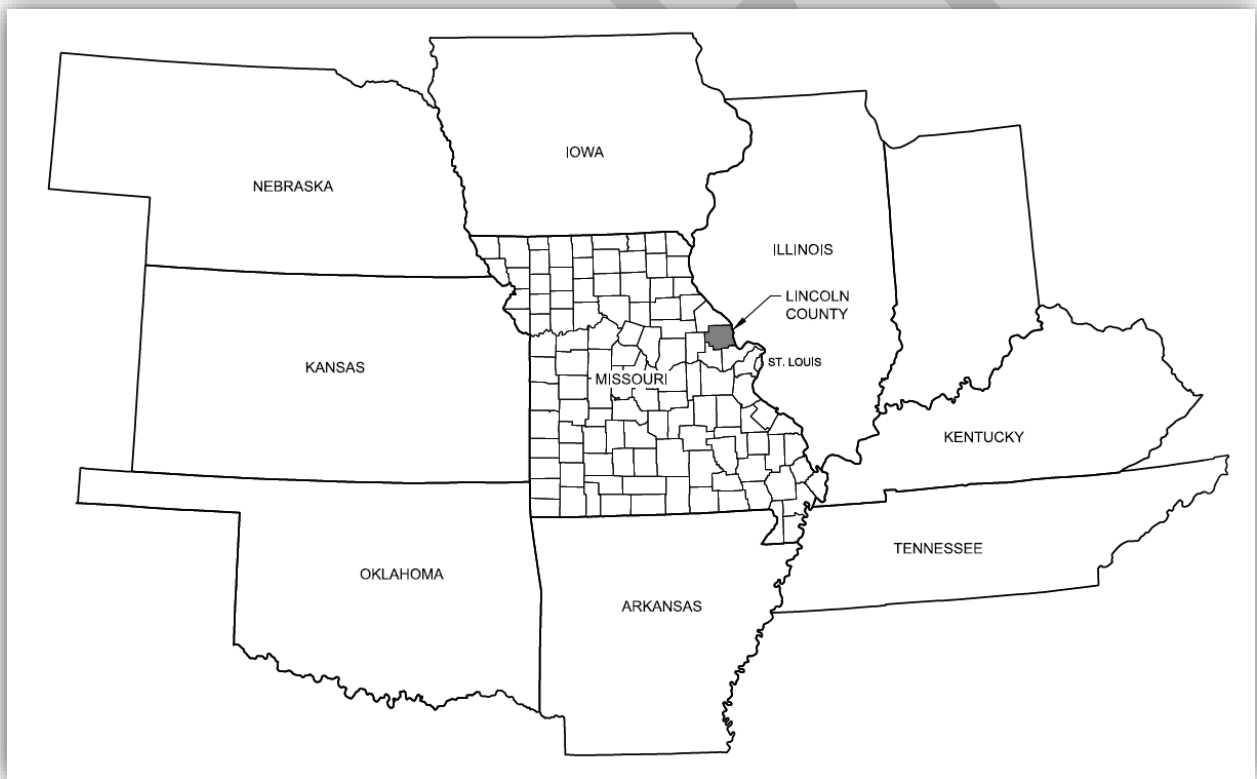 IOWA
NEBRASKA
ILLINOIS
LINCOLN
COUNTY
ST. LOUIS
KANSAS
MISSOURI
KENTUCKY
TENNESSEE
OKLAHOMA
ARKANSAS